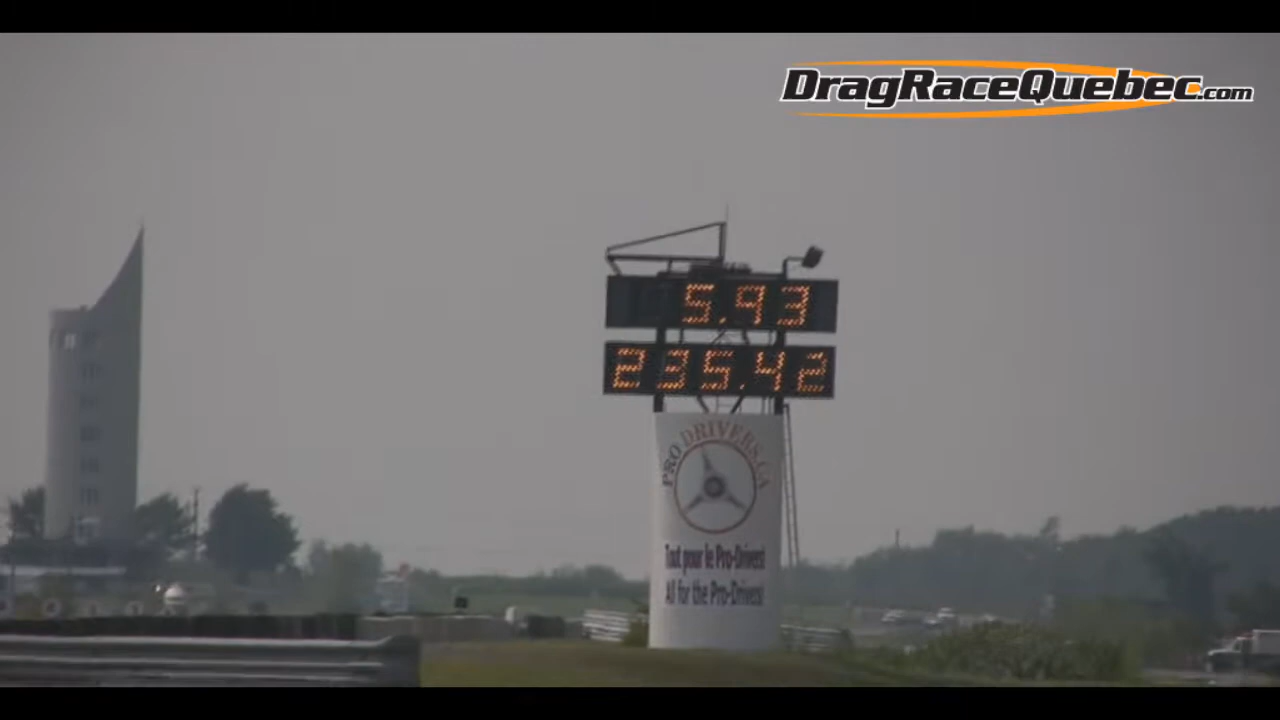 DragRaceQuebec.com
5.93
235.42
PRO DRIVERS.CA
Tout pour le Pro-Drivers!
All for the Pro-Drivers!